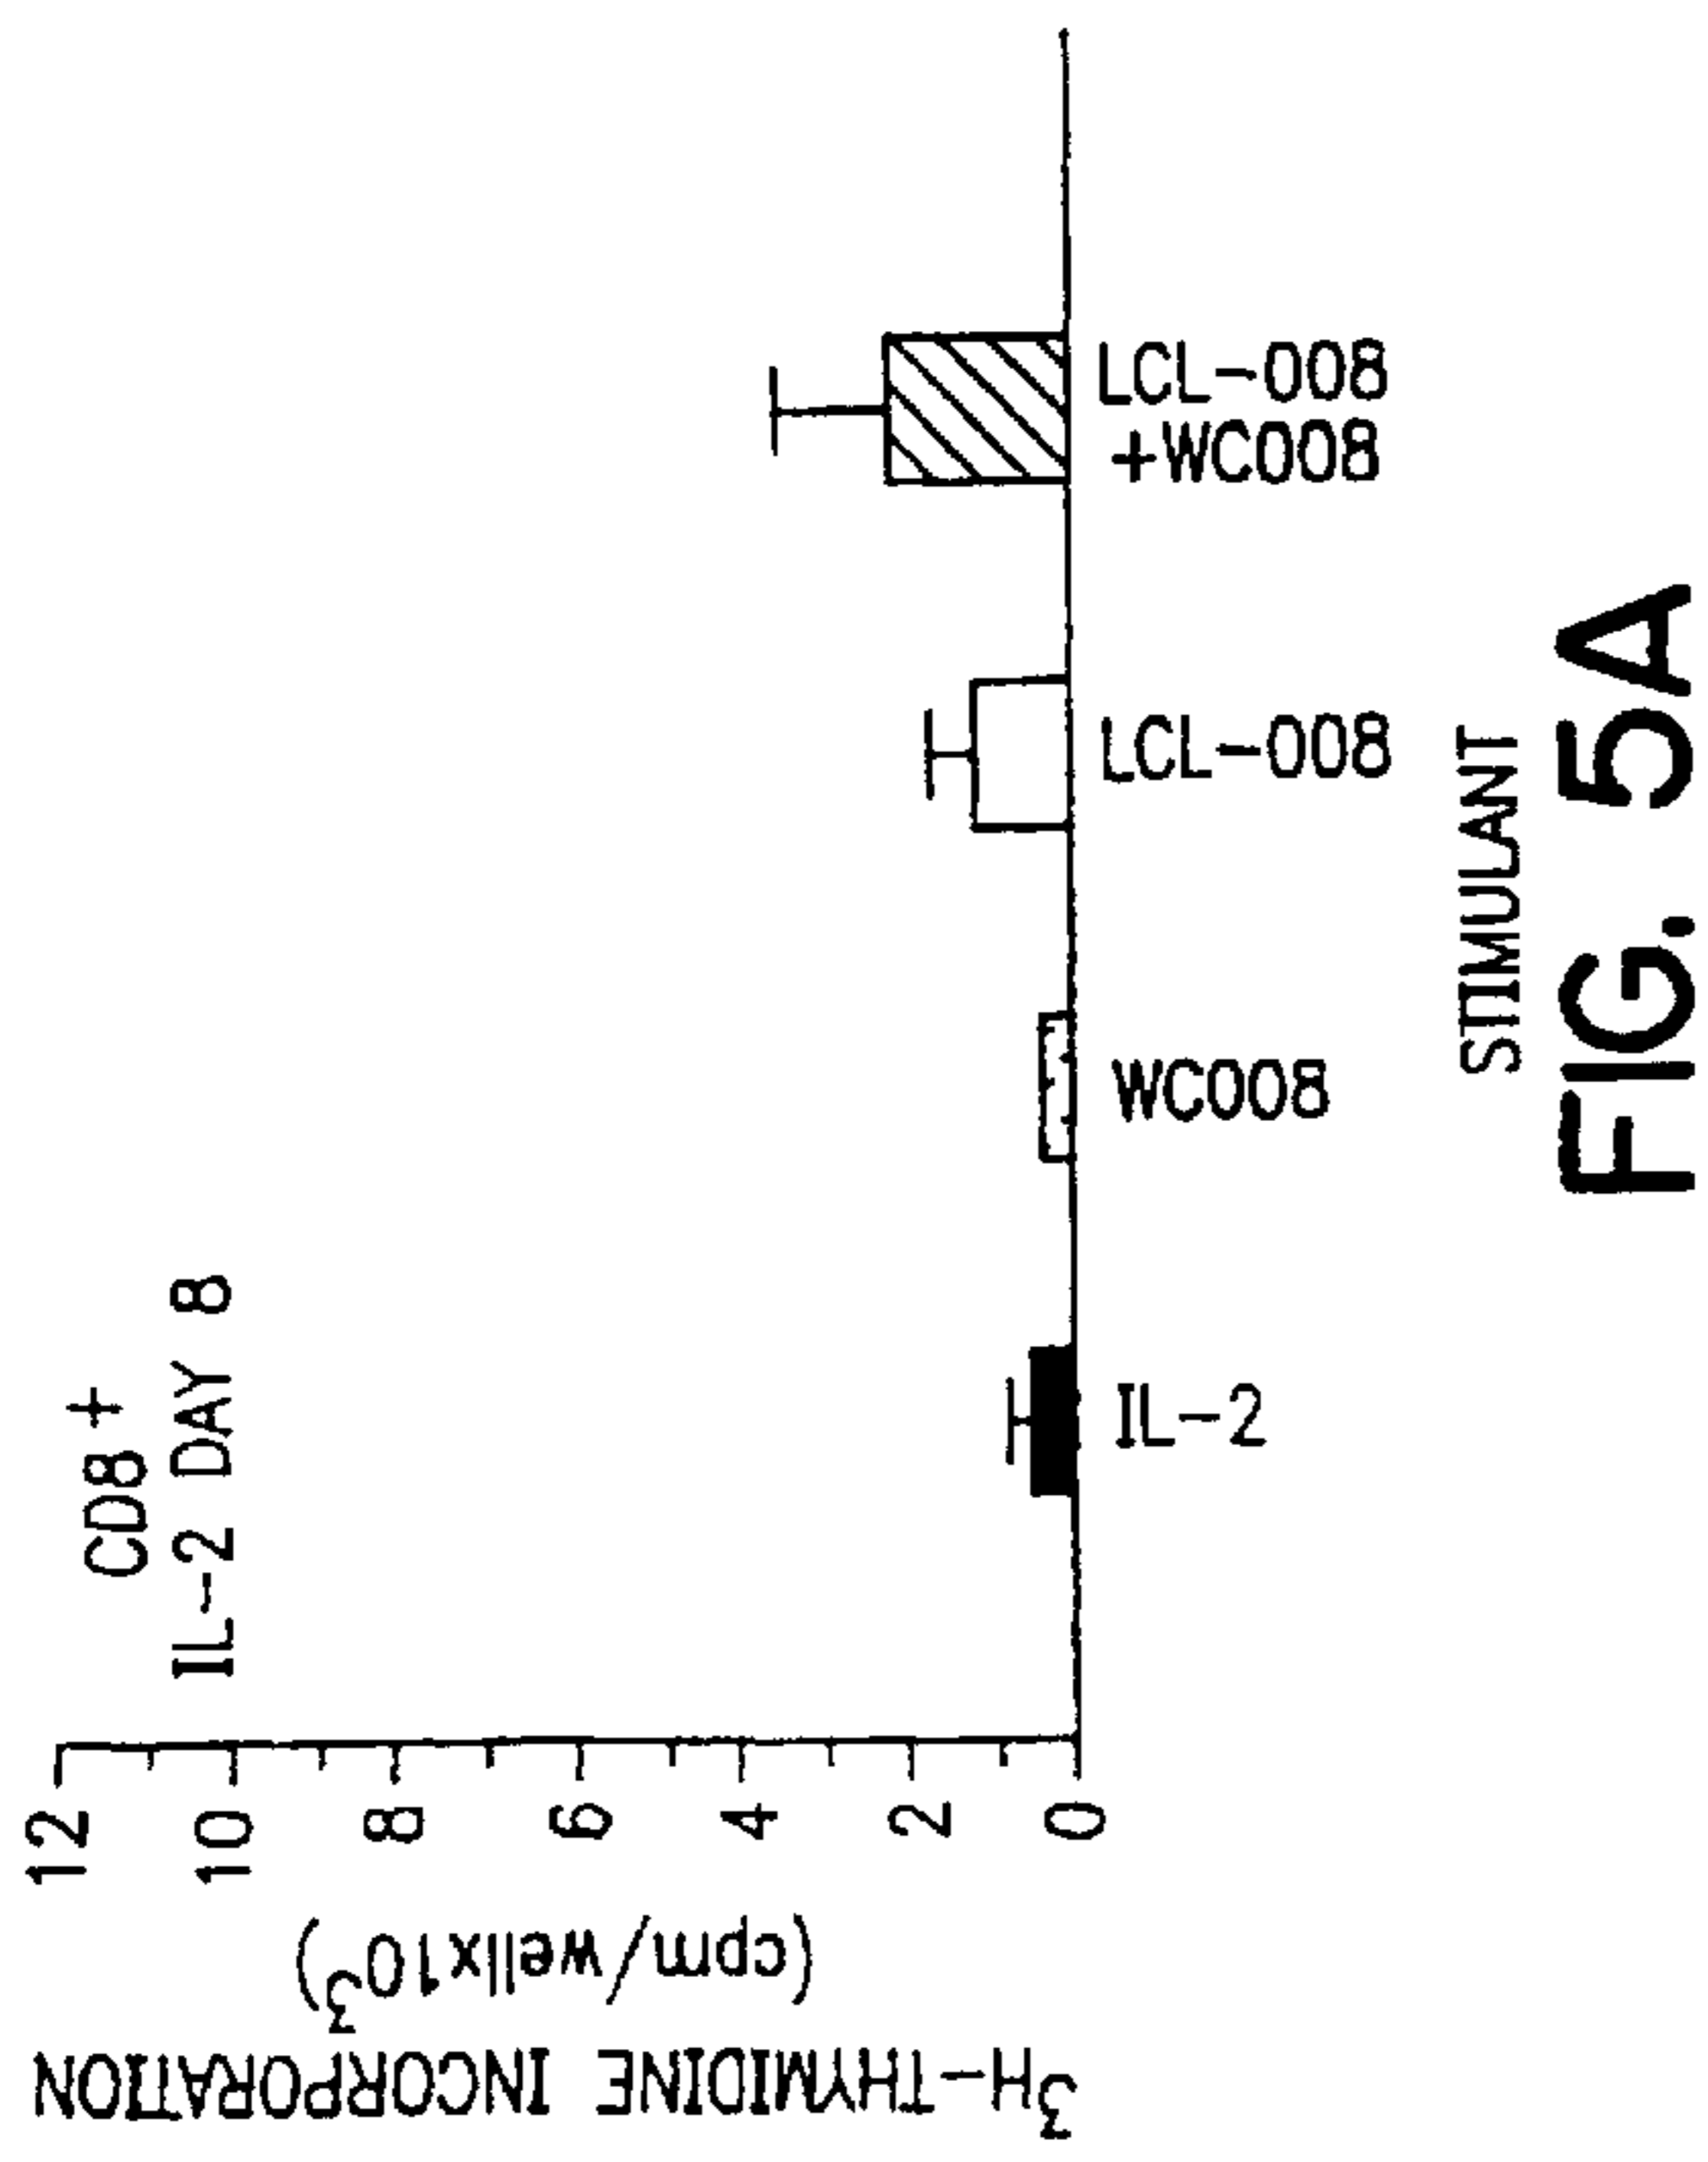 CD8 +
IL-2 DAY 8
³H-THYMIDINE INCORPORATION
(cpm/wellx10³)
12
10
8
6
4
2
0
IL-2
WC008
LCL-008
LCL-008
+WC008
STIMULANT
FIG. 5A